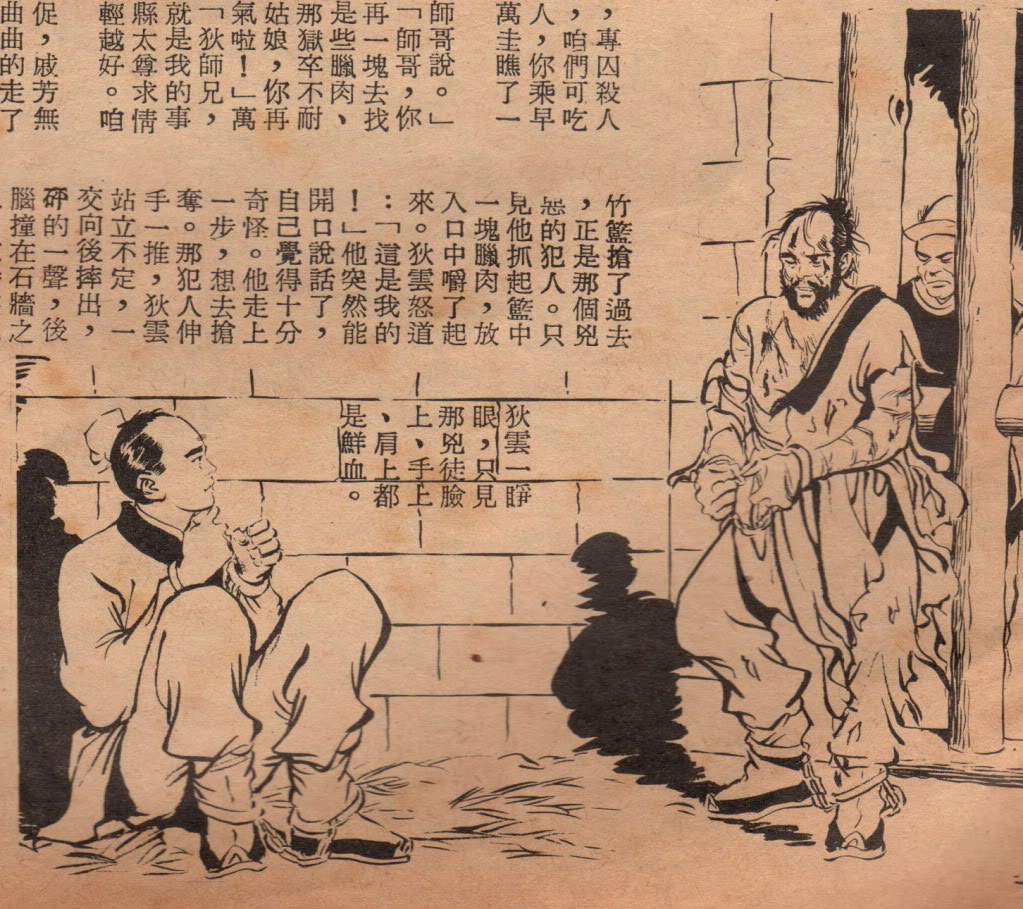 ，專囚殺人
，咱們可吃
人，你乘早
萬圭瞧了一
師哥說。」
「師哥，你
再一塊去找
是些臘肉、
那獄卒不耐
姑娘，你再
氣啦！」萬
「狄師兄，
就是我的事
縣太尊求情
輕越好。咱
促，戚芳無
曲曲的走了
竹籃搶了過去
，正是那個兇
惡的犯人。只
見他抓起籃中
一塊臘肉，放
入口中嚼了起
來。狄雲怒道
：「這是我的
！」他突然能
開口說話了，
自己覺得十分
奇怪。他走上
一步，想去搶
奪。那犯人伸
手一推，狄雲
站立不定，一
交向後摔出，
砰的一聲，後
腦撞在石牆之
狄雲一睜
眼，只見
那兇徒臉
上、手上
、肩上都
是鮮血。